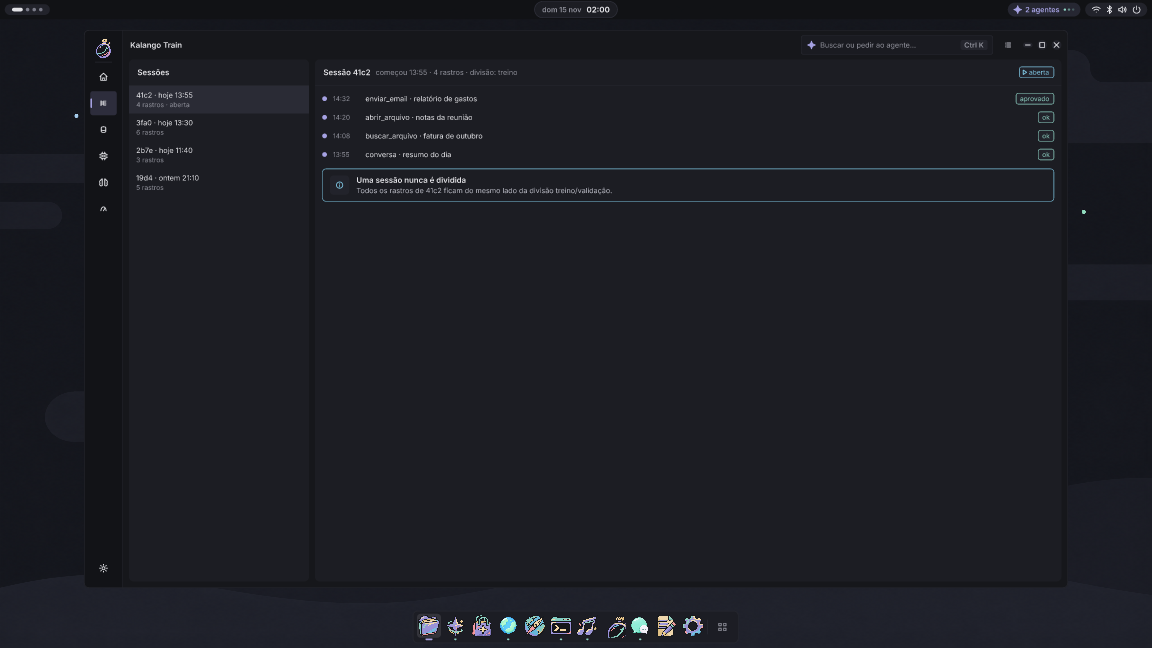 dom 15 nov 02:00
2 agentes
Kalango Train
Buscar ou pedir ao agente... Ctrl K
Sessões
41c2 · hoje 13:55
4 rastros · aberta
3fa0 · hoje 13:30
6 rastros
2b7e · hoje 11:40
3 rastros
19d4 · ontem 21:10
5 rastros
Sessão 41c2 começou 13:55 · 4 rastros · divisão: treino
aberta
14:32 enviar_email · relatório de gastos aprovado
14:20 abrir_arquivo · notas da reunião ok
14:08 buscar_arquivo · fatura de outubro ok
13:55 conversa · resumo do dia ok
Uma sessão nunca é dividida
Todos os rastros de 41c2 ficam do mesmo lado da divisão treino/validação.